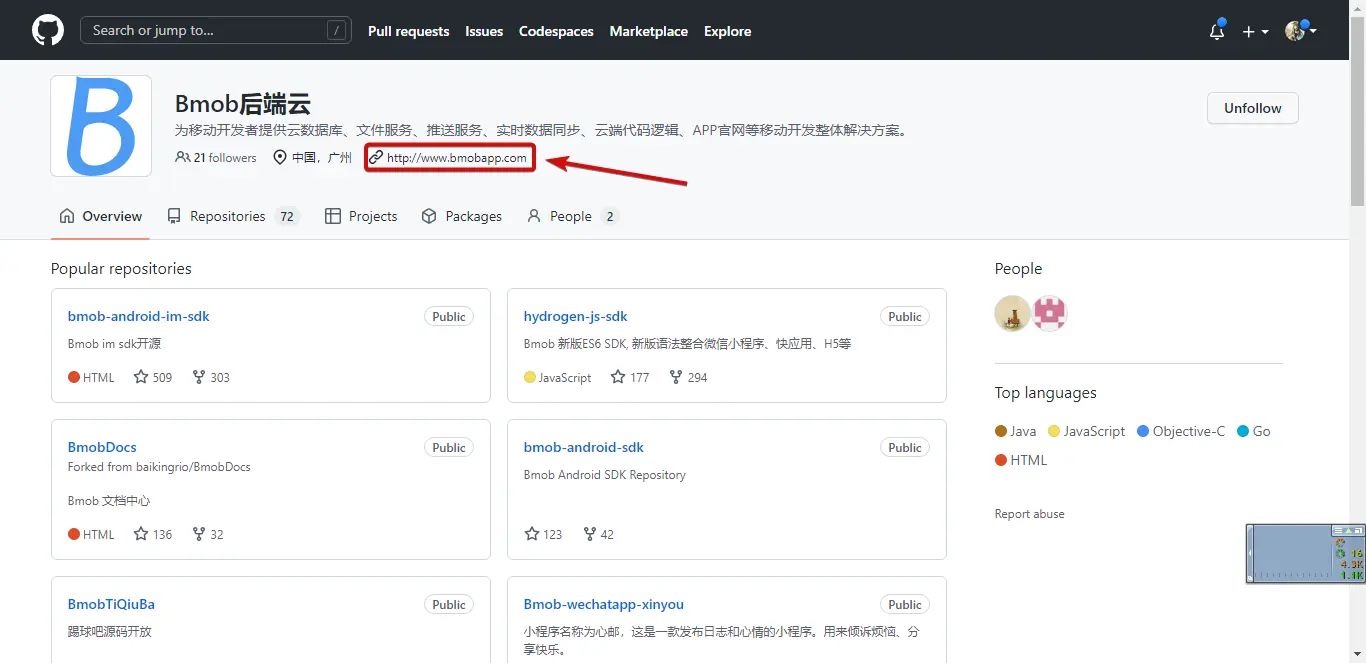 Search or jump to... / Pull requests Issues Codespaces Marketplace Explore
B
Bmob后端云
Unfollow
为移动开发者提供云数据库、文件服务、推送服务、实时数据同步、云端代码逻辑、APP官网等移动开发整体解决方案。
21 followers 中国，广州 http://www.bmobapp.com
Overview Repositories 72 Projects Packages People 2
Popular repositories
bmob-android-im-sdk Public
Bmob im sdk开源
HTML 509 303
hydrogen-js-sdk Public
Bmob 新版ES6 SDK, 新版语法整合微信小程序、快应用、H5等
JavaScript 177 294
BmobDocs Public
Forked from baikingrio/BmobDocs
Bmob 文档中心
HTML 136 32
bmob-android-sdk Public
Bmob Android SDK Repository
123 42
BmobTiQiuBa Public
踢球吧源码开放
Bmob-wechatapp-xinyou Public
小程序名称为心邮，这是一款发布日志和心情的小程序。用来倾诉烦恼、分
享快乐。
People
Top languages
Java JavaScript Objective-C Go
HTML
Report abuse
16
4.3K
1.1K